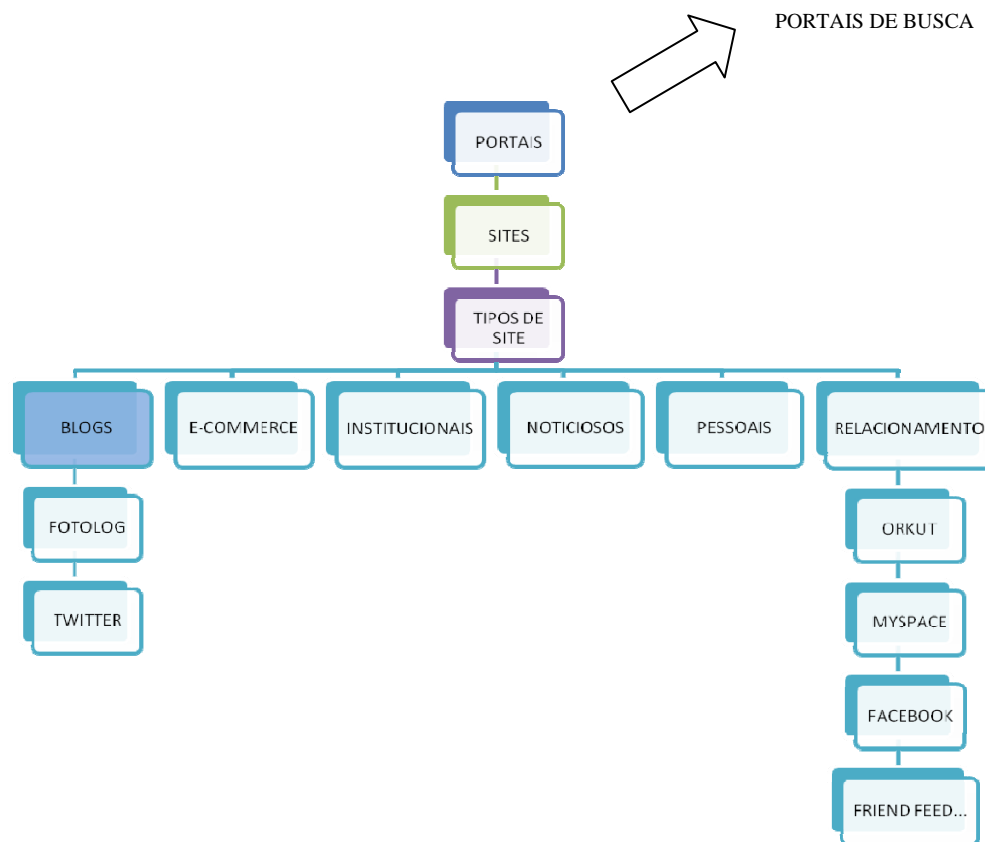 PORTAIS DE BUSCA
PORTAIS
SITES
TIPOS DE
SITE
BLOGS
E-COMMERCE
INSTITUCIONAIS
NOTICIOSOS
PESSOAIS
RELACIONAMENTO
FOTOLOG
TWITTER
ORKUT
MYSPACE
FACEBOOK
FRIEND FEED...